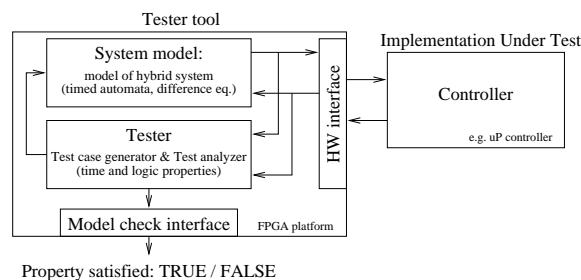 Tester tool
System model:
model of hybrid system
(timed automata, difference eq.)
Tester
Test case generator & Test analyzer
(time and logic properties)
Model check interface
FPGA platform
HW interface
Implementation Under Test
Controller
e.g. uP controller
Property satisfied: TRUE / FALSE